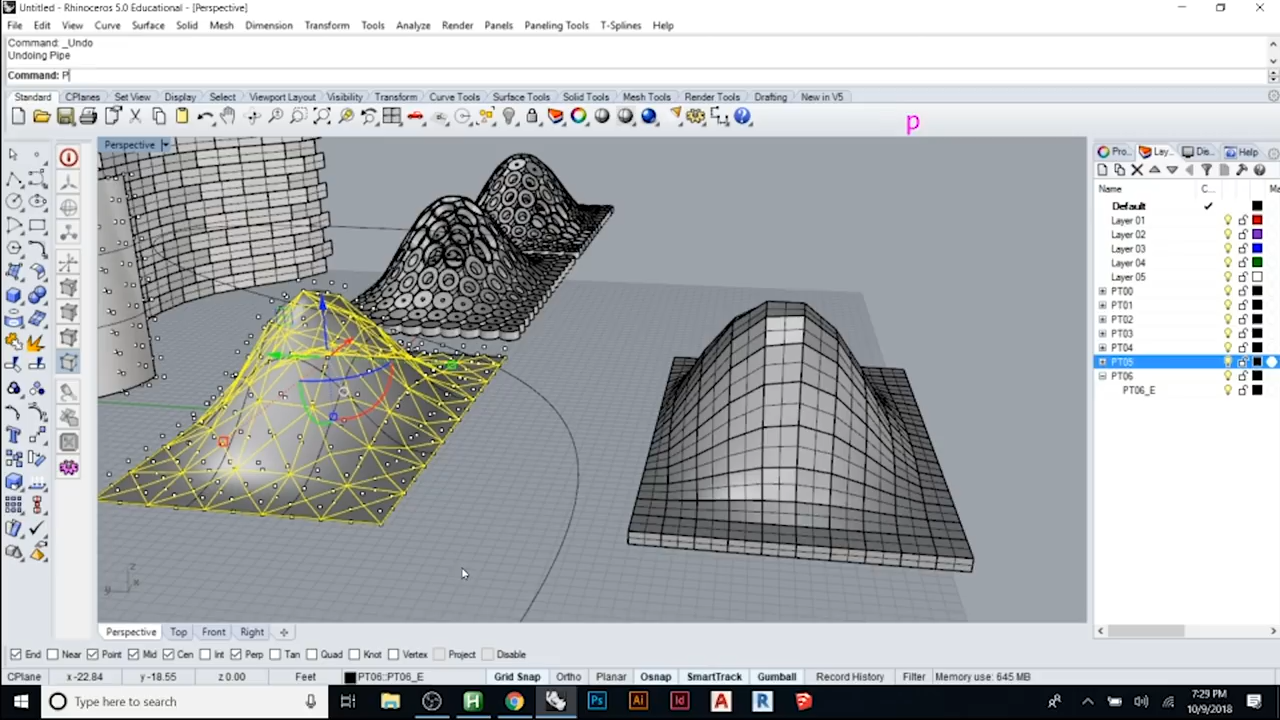 Untitled - Rhinoceros 5.0 Educational - [Perspective]
File Edit View Curve Surface Solid Mesh Dimension Transform Tools Analyze Render Panels Paneling Tools T-Splines Help
Command: _Undo
Undoing Pipe
Command: P
Standard CPlanes Set View Display Select Viewport Layout Visibility Transform Curve Tools Surface Tools Solid Tools Mesh Tools Render Tools Drafting New in V5
p
Perspective
Pro... Lay... Dis... Help
Name C... Ma
Default
Layer 01
Layer 02
Layer 03
Layer 04
Layer 05
PT00
PT01
PT02
PT03
PT04
PT05
PT06
PT06_E
z
y x
Perspective Top Front Right
End Near Point Mid Cen Int Perp Tan Quad Knot Vertex Project Disable
CPlane x -22.84 y -18.55 z 0.00 Feet PT06::PT06_E Grid Snap Ortho Planar Osnap SmartTrack Gumball Record History Filter Memory use: 645 MB
Type here to search
7:29 PM
10/9/2018